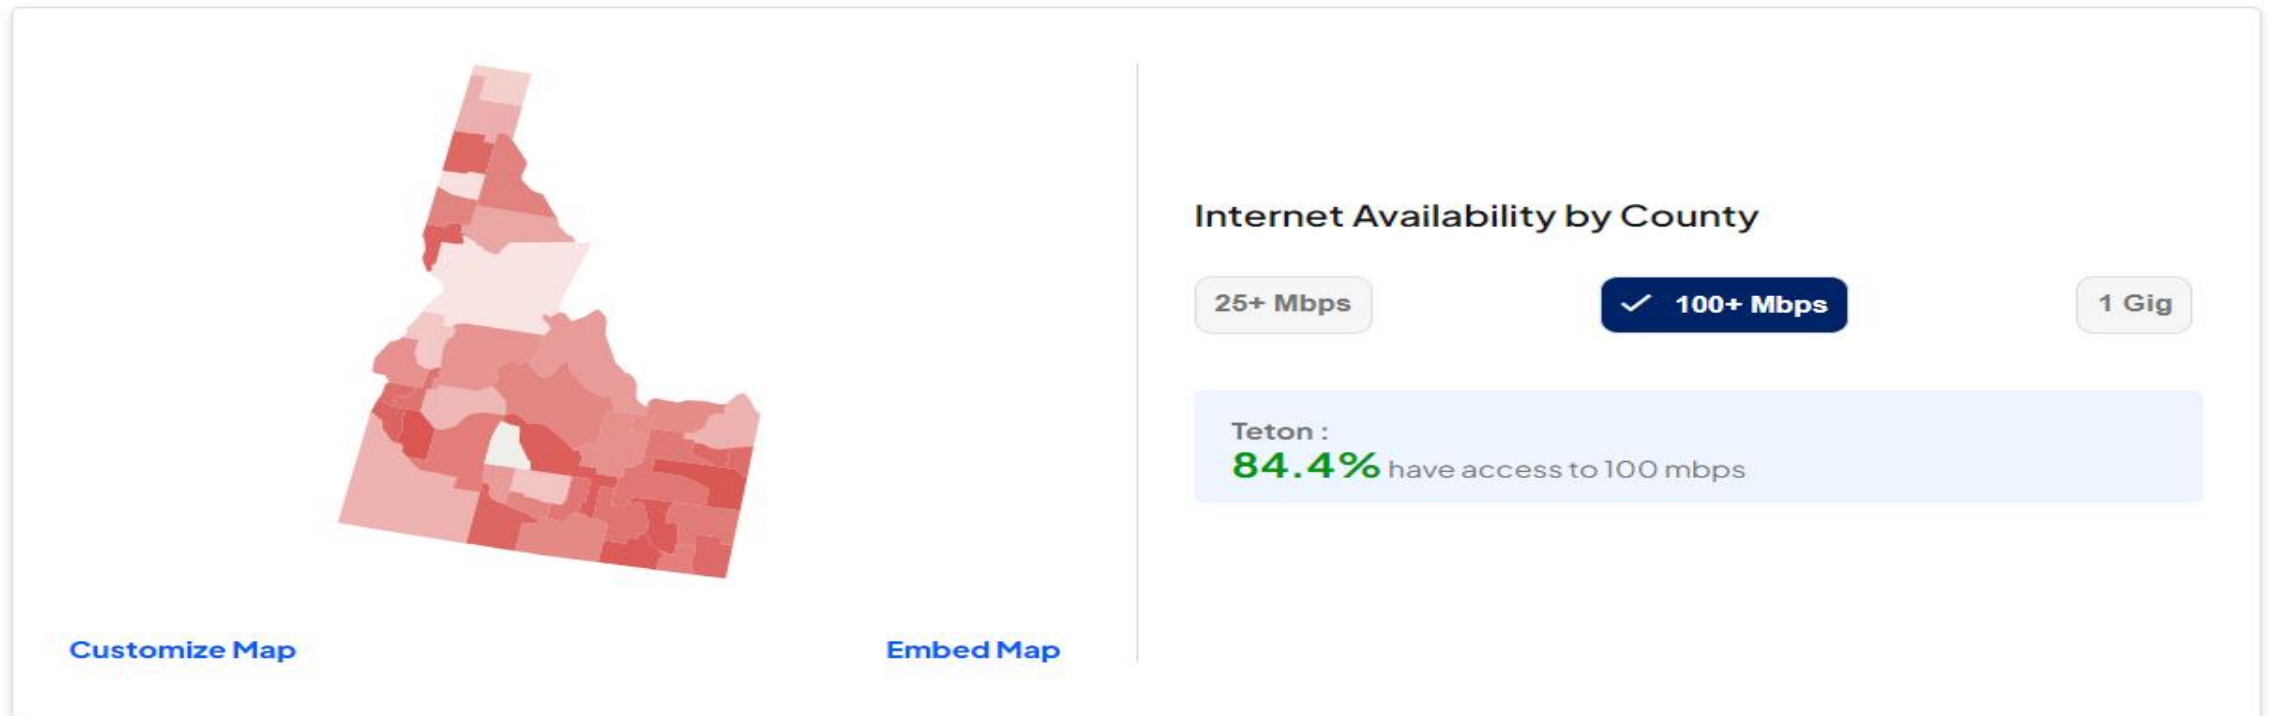 Internet Availability by County
25+ Mbps
100+ Mbps
1 Gig
Teton :
84.4% have access to 100 mbps
Customize Map
Embed Map